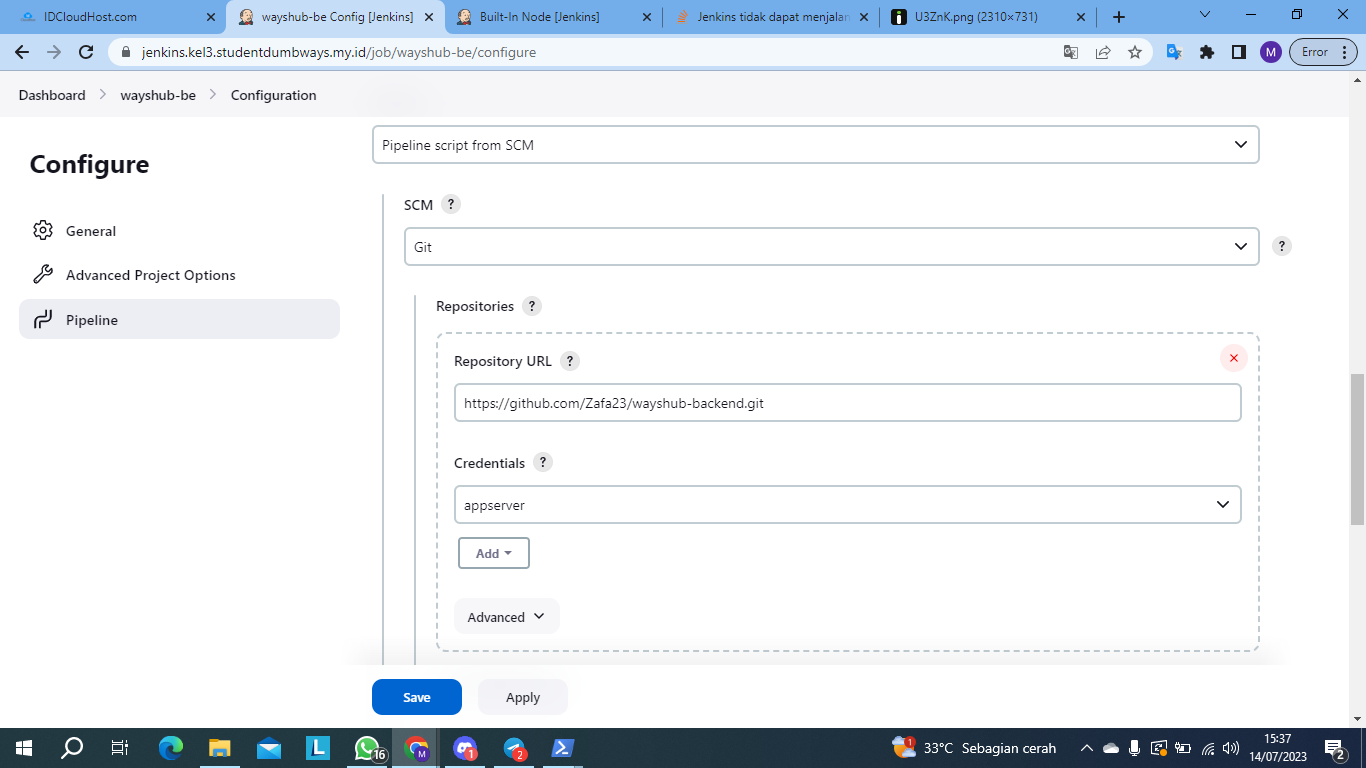 IDCloudHost.com
wayshub-be Config [Jenkins]
Built-In Node [Jenkins]
Jenkins tidak dapat menjalan
U3ZnK.png (2310×731)
jenkins.kel3.studentdumbways.my.id/job/wayshub-be/configure
M
Error
Dashboard
wayshub-be
Configuration
Configure
General
Advanced Project Options
Pipeline
Pipeline script from SCM
SCM ?
Git
?
Repositories ?
Repository URL ?
https://github.com/Zafa23/wayshub-backend.git
Credentials ?
appserver
Add
Advanced
Save
Apply
L
16
M
1
2
1
33°C Sebagian cerah
15:37
14/07/2023
2